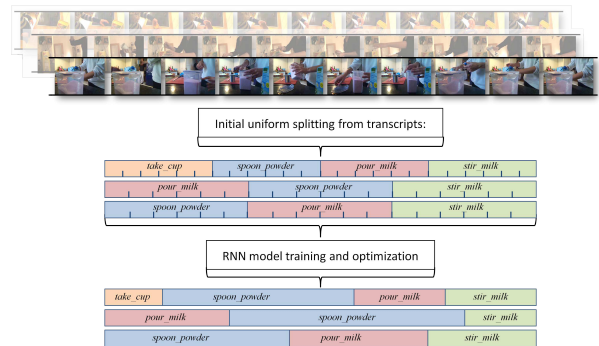 Initial uniform splitting from transcripts:
take_cup spoon_powder pour_milk stir_milk
pour_milk spoon_powder stir_milk
spoon_powder pour_milk stir_milk
RNN model training and optimization
take_cup spoon_powder pour_milk stir_milk
pour_milk spoon_powder stir_milk
spoon_powder pour_milk stir_milk